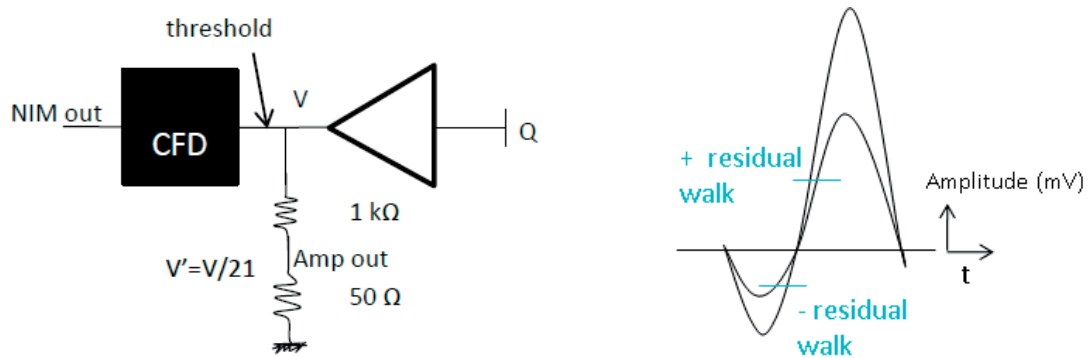 threshold
NIM out
CFD
V
Q
1 kΩ
V'=V/21
Amp out
50 Ω
+ residual
walk
Amplitude (mV)
t
- residual
walk